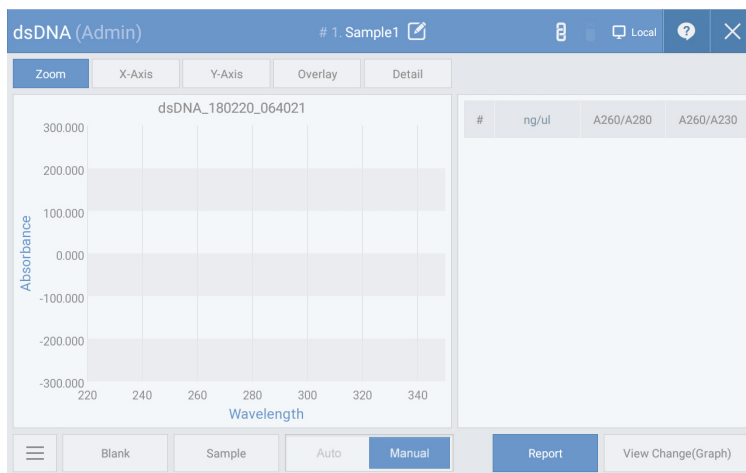 dsDNA (Admin) # 1. Sample1 Local ?
Zoom X-Axis Y-Axis Overlay Detail
dsDNA_180220_064021
300.000
200.000
100.000
0.000
-100.000
-200.000
-300.000
Absorbance
220 240 260 280 300 320 340
Wavelength
# ng/ul A260/A280 A260/A230
Blank Sample Auto Manual Report View Change(Graph)